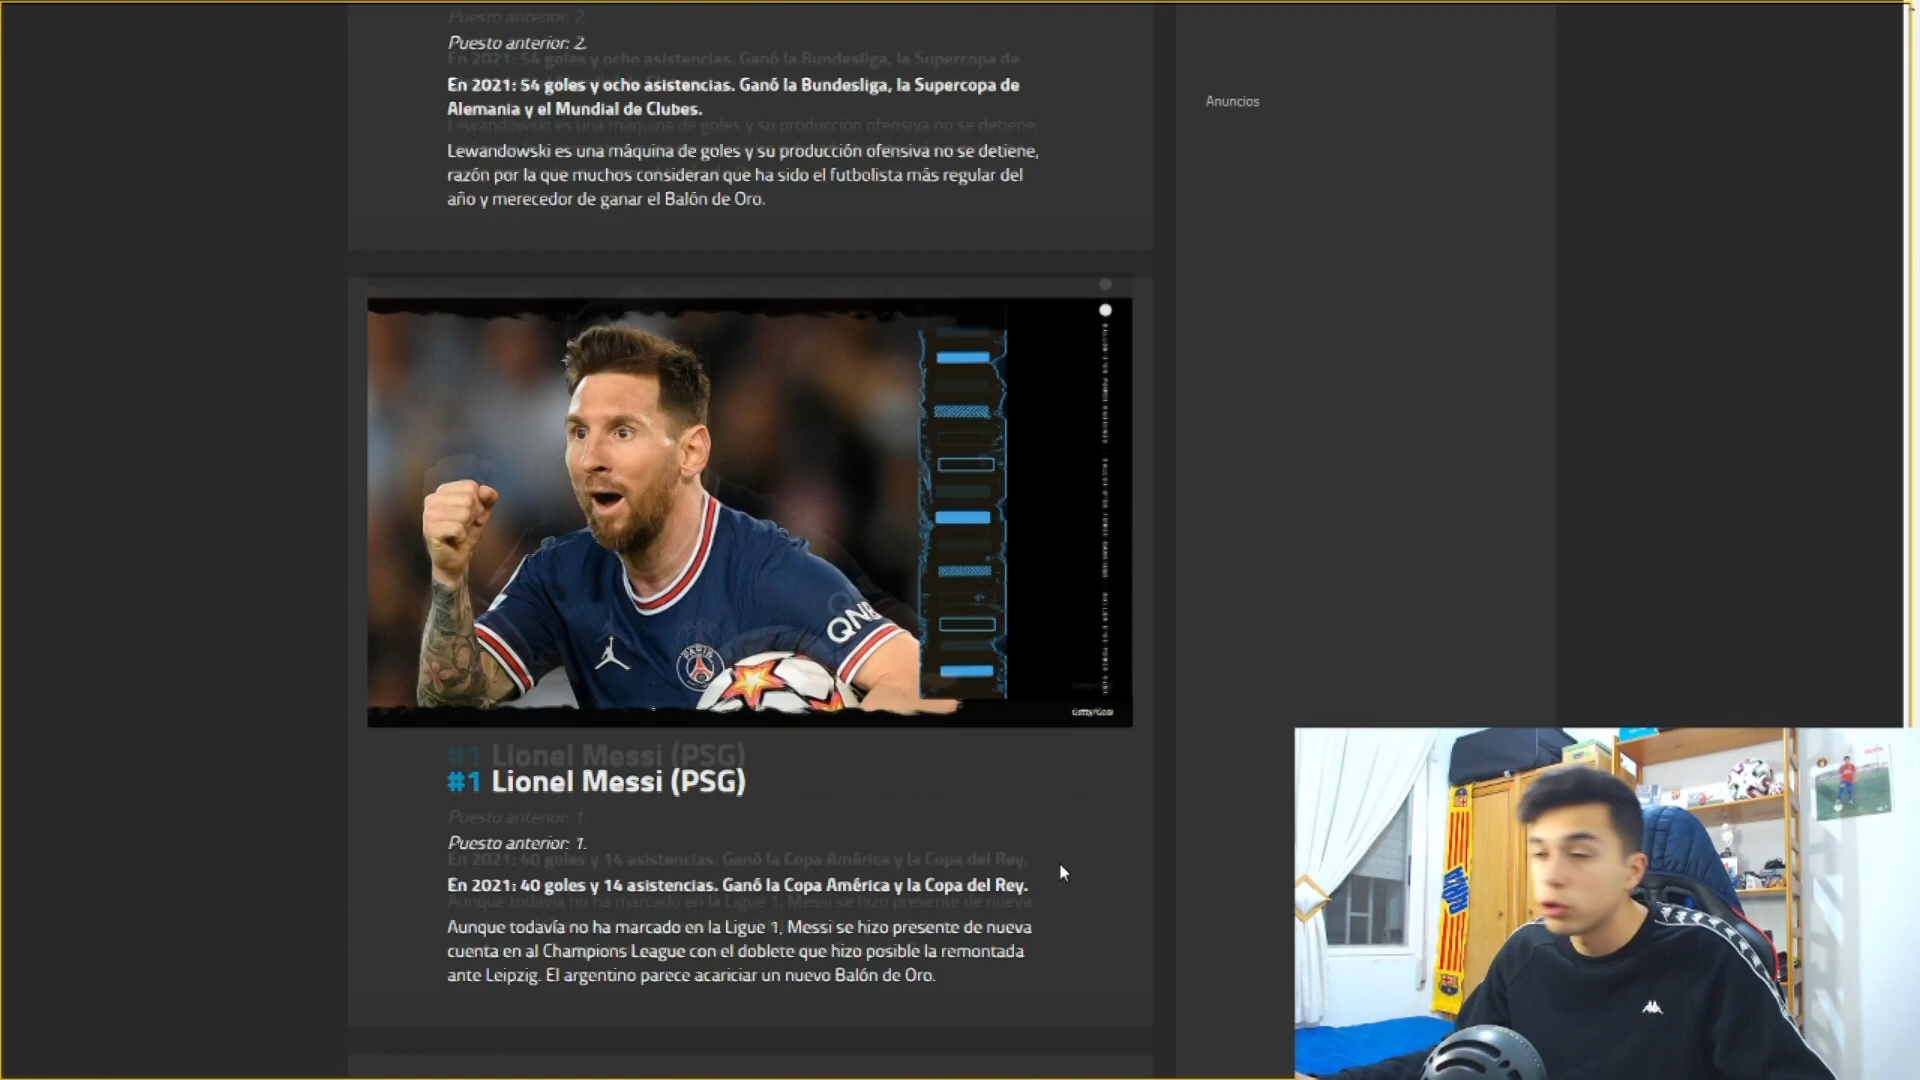 Puesto anterior: 2.
En 2021: 54 goles y ocho asistencias. Ganó la Bundesliga, la Supercopa de
Alemania y el Mundial de Clubes.
Lewandowski es una máquina de goles y su producción ofensiva no se detiene,
razón por la que muchos consideran que ha sido el futbolista más regular del
año y merecedor de ganar el Balón de Oro.
Anuncios
QNB
PARIS
Getty/Goal
#1 Lionel Messi (PSG)
Puesto anterior: 1.
En 2021: 40 goles y 14 asistencias. Ganó la Copa América y la Copa del Rey.
Aunque todavía no ha marcado en la Ligue 1, Messi se hizo presente de nueva
cuenta en al Champions League con el doblete que hizo posible la remontada
ante Leipzig. El argentino parece acariciar un nuevo Balón de Oro.